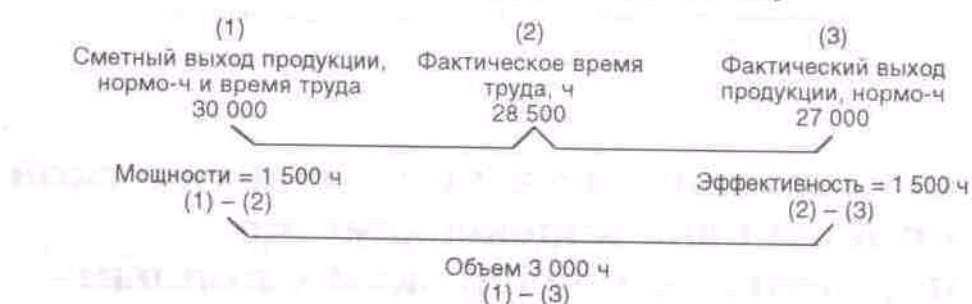 (1)
Сметный выход продукции,
нормо-ч и время труда
30 000
(2)
Фактическое время
труда, ч
28 500
(3)
Фактический выход
продукции, нормо-ч
27 000
Мощности = 1 500 ч
(1) – (2)
Эффективность = 1 500 ч
(2) – (3)
Объем 3 000 ч
(1) – (3)